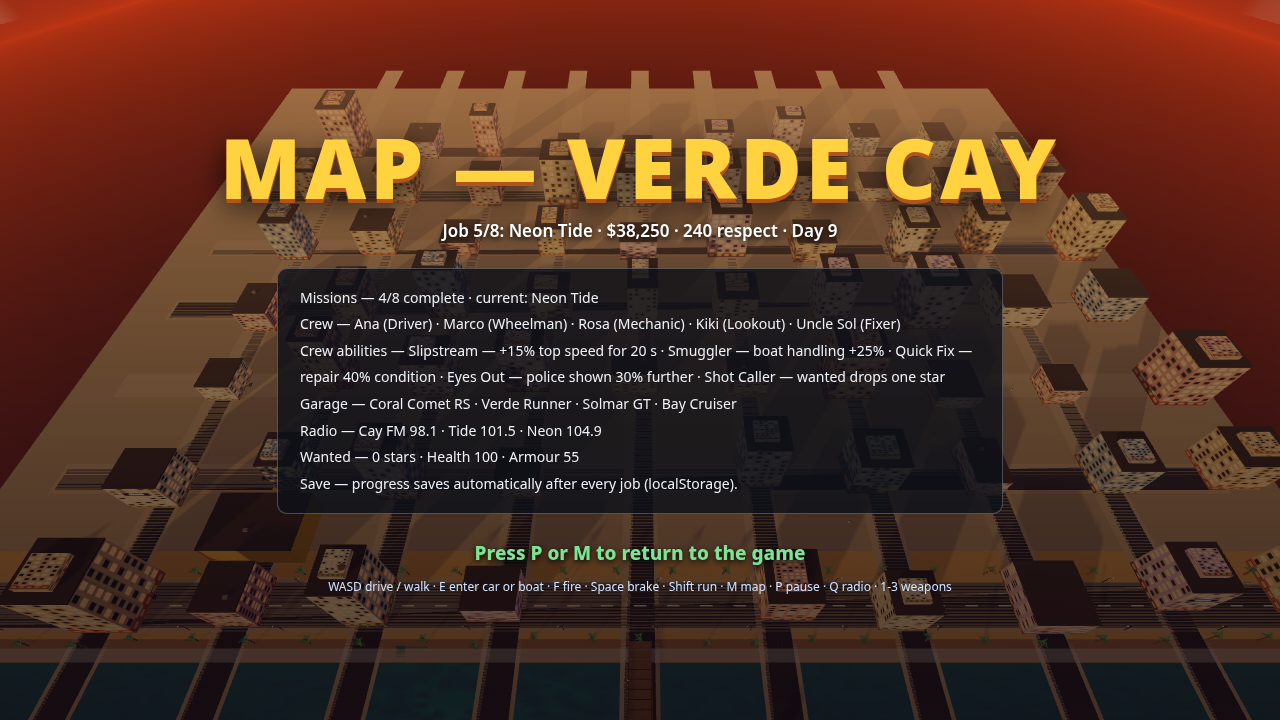 MAP — VERDE CAY
Job 5/8: Neon Tide · $38,250 · 240 respect · Day 9
Missions — 4/8 complete · current: Neon Tide
Crew — Ana (Driver) · Marco (Wheelman) · Rosa (Mechanic) · Kiki (Lookout) · Uncle Sol (Fixer)
Crew abilities — Slipstream — +15% top speed for 20 s · Smuggler — boat handling +25% · Quick Fix —
repair 40% condition · Eyes Out — police shown 30% further · Shot Caller — wanted drops one star
Garage — Coral Comet RS · Verde Runner · Solmar GT · Bay Cruiser
Radio — Cay FM 98.1 · Tide 101.5 · Neon 104.9
Wanted — 0 stars · Health 100 · Armour 55
Save — progress saves automatically after every job (localStorage).
Press P or M to return to the game
WASD drive / walk · E enter car or boat · F fire · Space brake · Shift run · M map · P pause · Q radio · 1-3 weapons